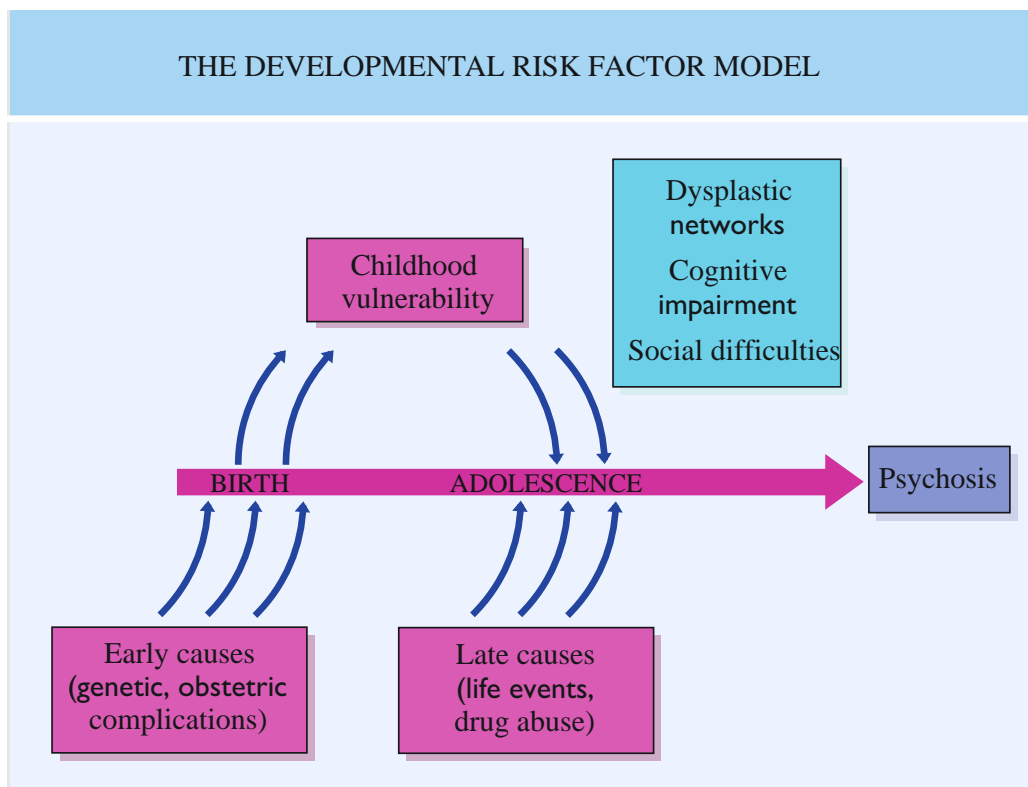 THE DEVELOPMENTAL RISK FACTOR MODEL
Dysplastic
networks
Cognitive
impairment
Social difficulties
Childhood
vulnerability
BIRTH
ADOLESCENCE
Psychosis
Early causes
(genetic, obstetric
complications)
Late causes
(life events,
drug abuse)